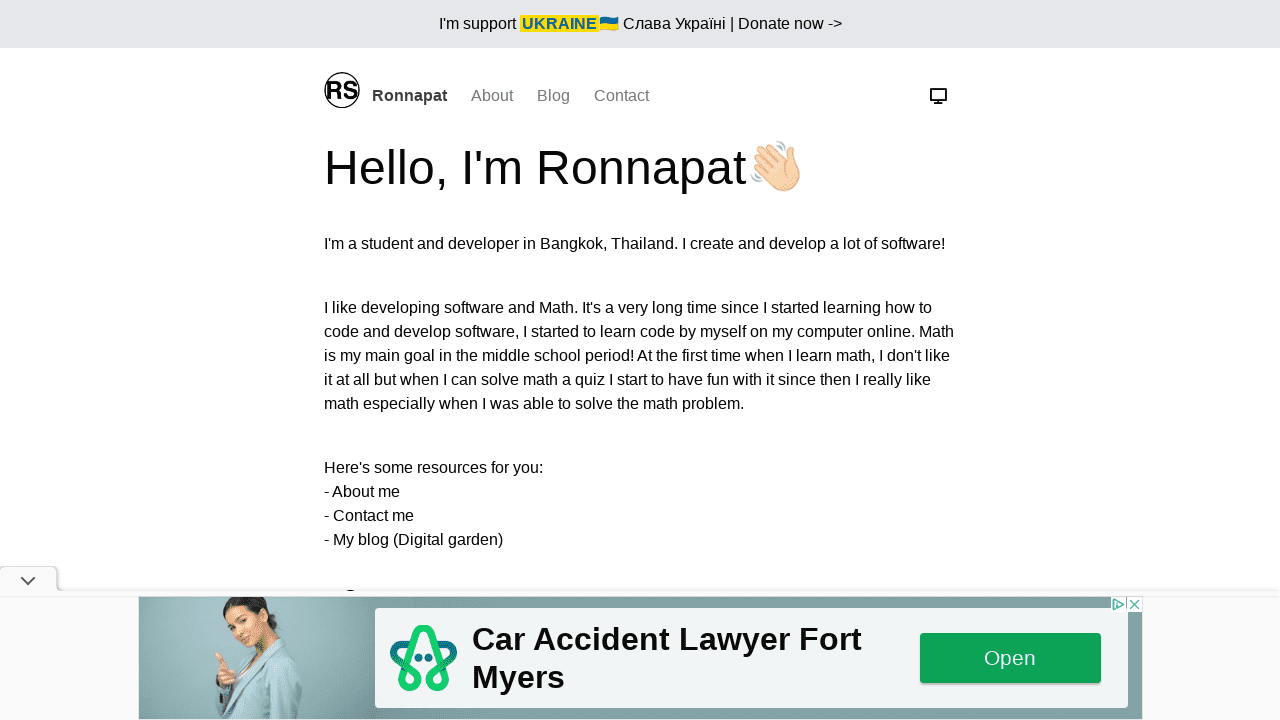 I'm support UKRAINE🇺🇦 Слава Україні | Donate now ->
RS Ronnapat About Blog Contact
Hello, I'm Ronnapat👋🏻
I'm a student and developer in Bangkok, Thailand. I create and develop a lot of software!
I like developing software and Math. It's a very long time since I started learning how to
code and develop software, I started to learn code by myself on my computer online. Math
is my main goal in the middle school period! At the first time when I learn math, I don't like
it at all but when I can solve math a quiz I start to have fun with it since then I really like
math especially when I was able to solve the math problem.
Here's some resources for you:
- About me
- Contact me
- My blog (Digital garden)
Car Accident Lawyer Fort
Myers
Open